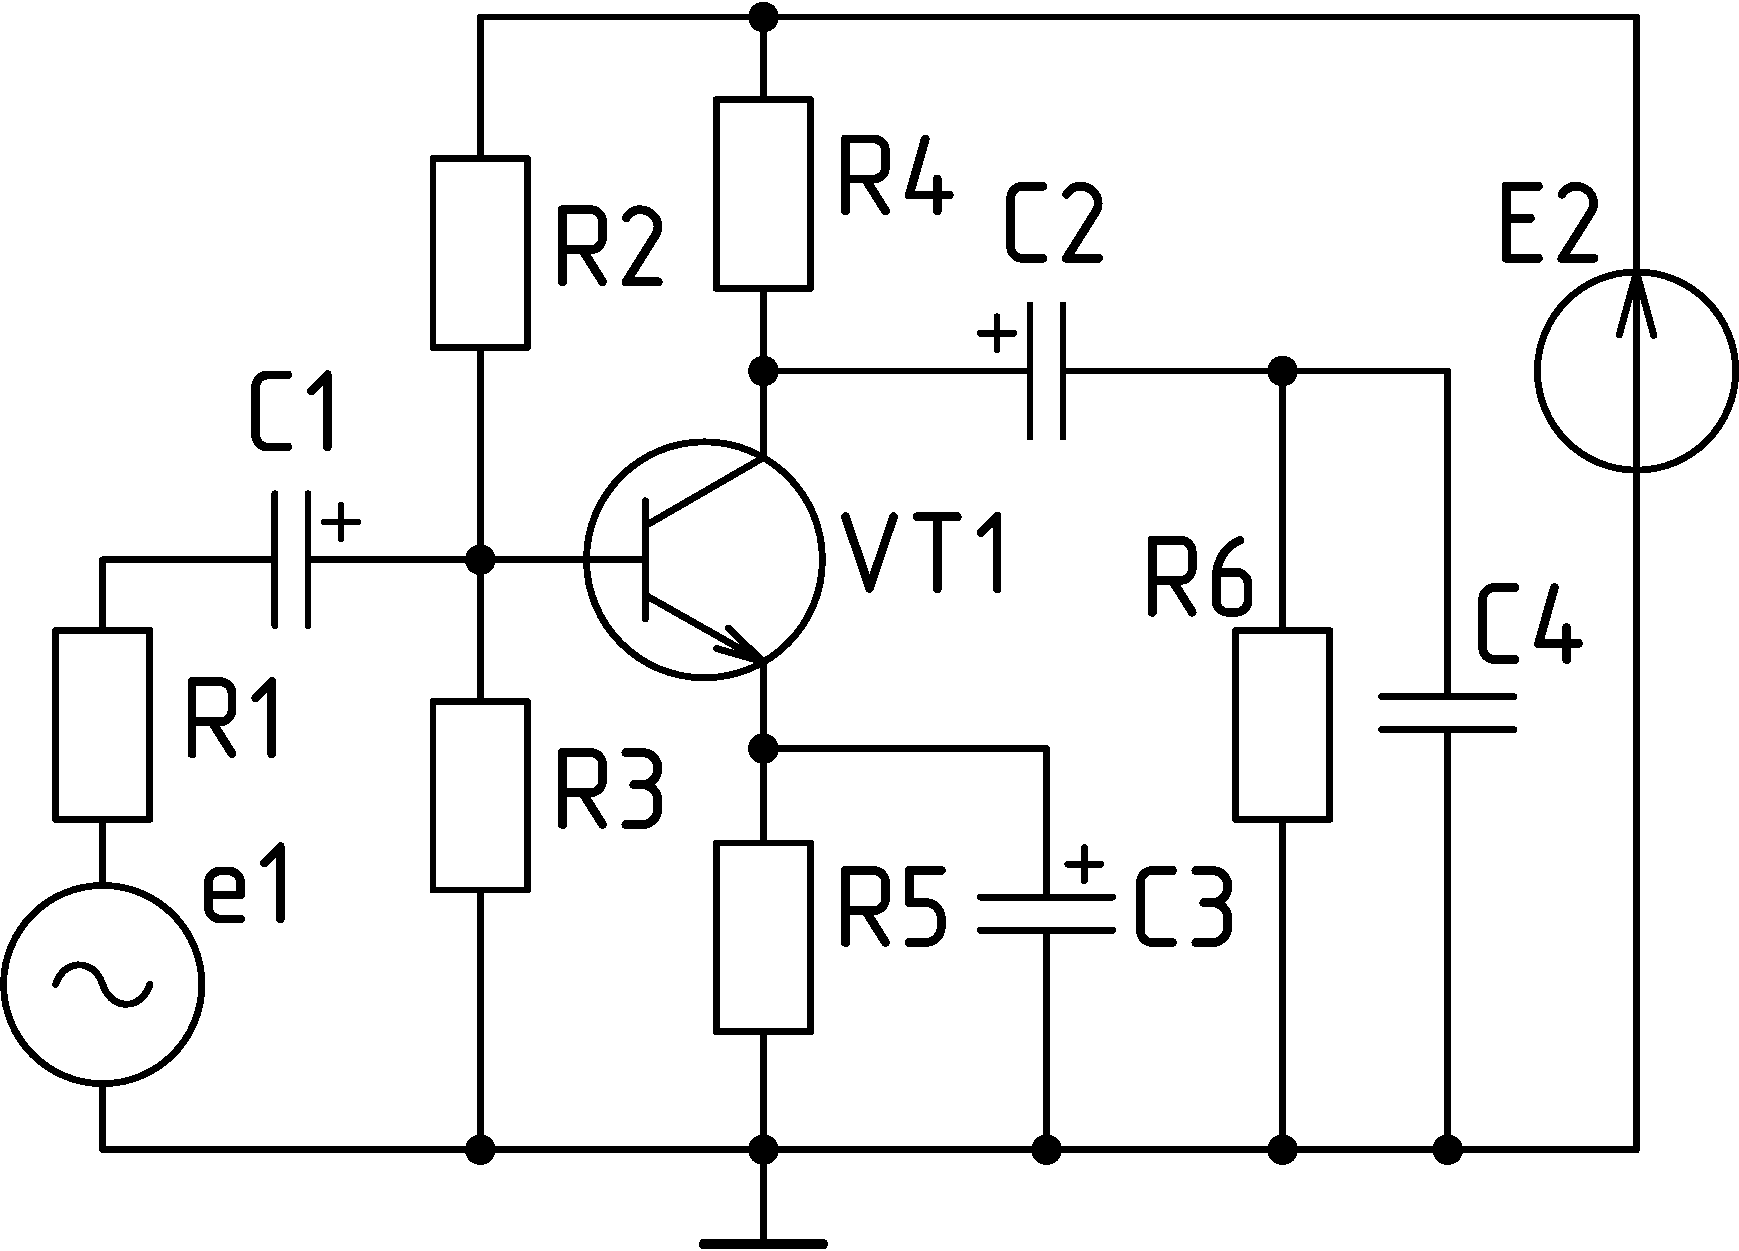 R4
C2
E2
R2
+
C1
+
VT1
R6
C4
R1
R3
e1
+
R5
C3